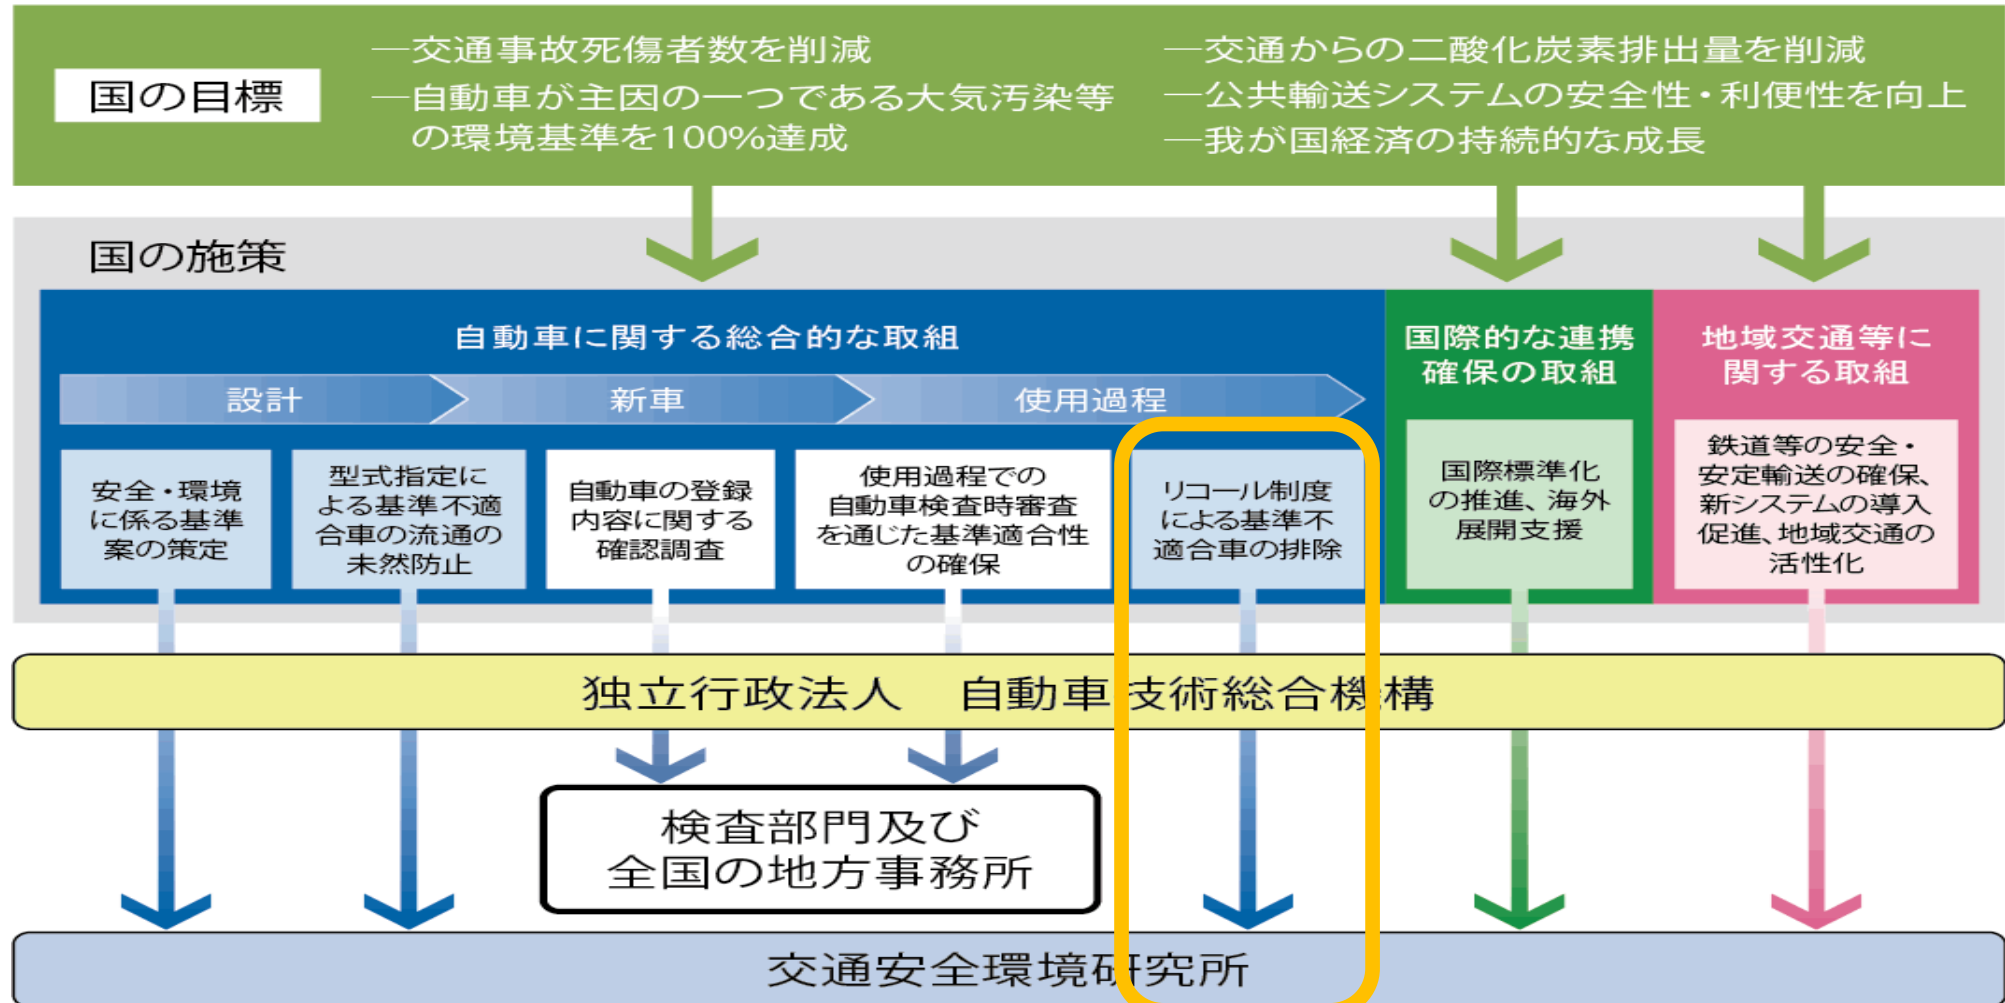 国の目標
―交通事故死傷者数を削減
―自動車が主因の一つである大気汚染等
の環境基準を100%達成
―交通からの二酸化炭素排出量を削減
―公共輸送システムの安全性・利便性を向上
―我が国経済の持続的な成長
国の施策
自動車に関する総合的な取組
設計
新車
使用過程
安全・環境
に係る基準
案の策定
型式指定に
よる基準不適
合車の流通の
未然防止
自動車の登録
内容に関する
確認調査
使用過程での
自動車検査時審査
を通じた基準適合性
の確保
リコール制度
による基準不
適合車の排除
国際的な連携
確保の取組
国際標準化
の推進、海外
展開支援
地域交通等に
関する取組
鉄道等の安全・
安定輸送の確保、
新システムの導入
促進、地域交通の
活性化
独立行政法人　自動車技術総合機構
検査部門及び
全国の地方事務所
交通安全環境研究所